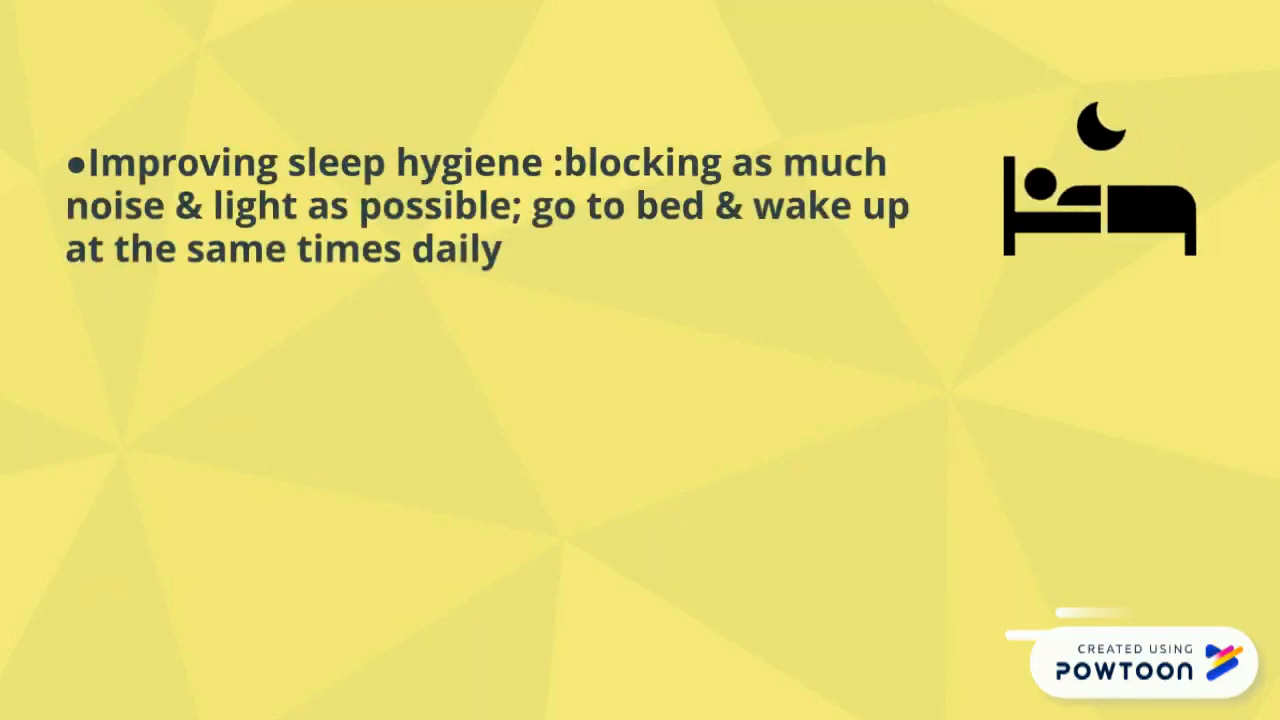 ●Improving sleep hygiene :blocking as much
noise & light as possible; go to bed & wake up
at the same times daily
CREATED USING
POWTOON